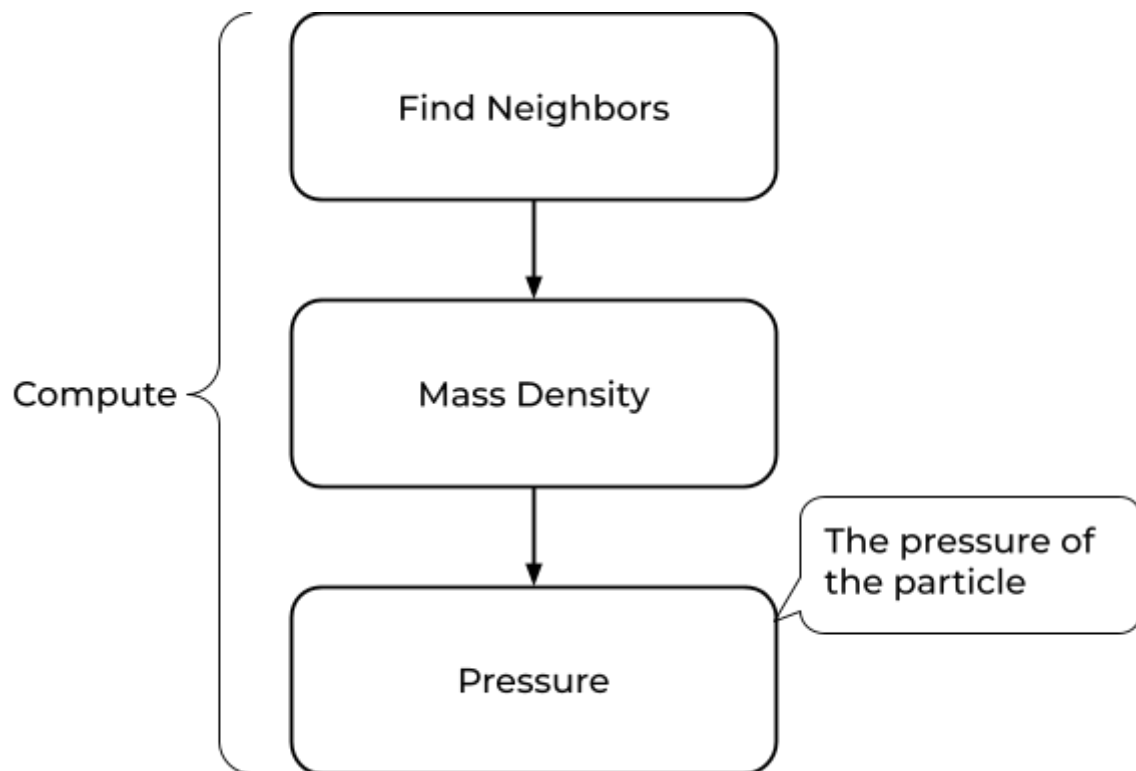 Find Neighbors
Compute
Mass Density
The pressure of
the particle
Pressure